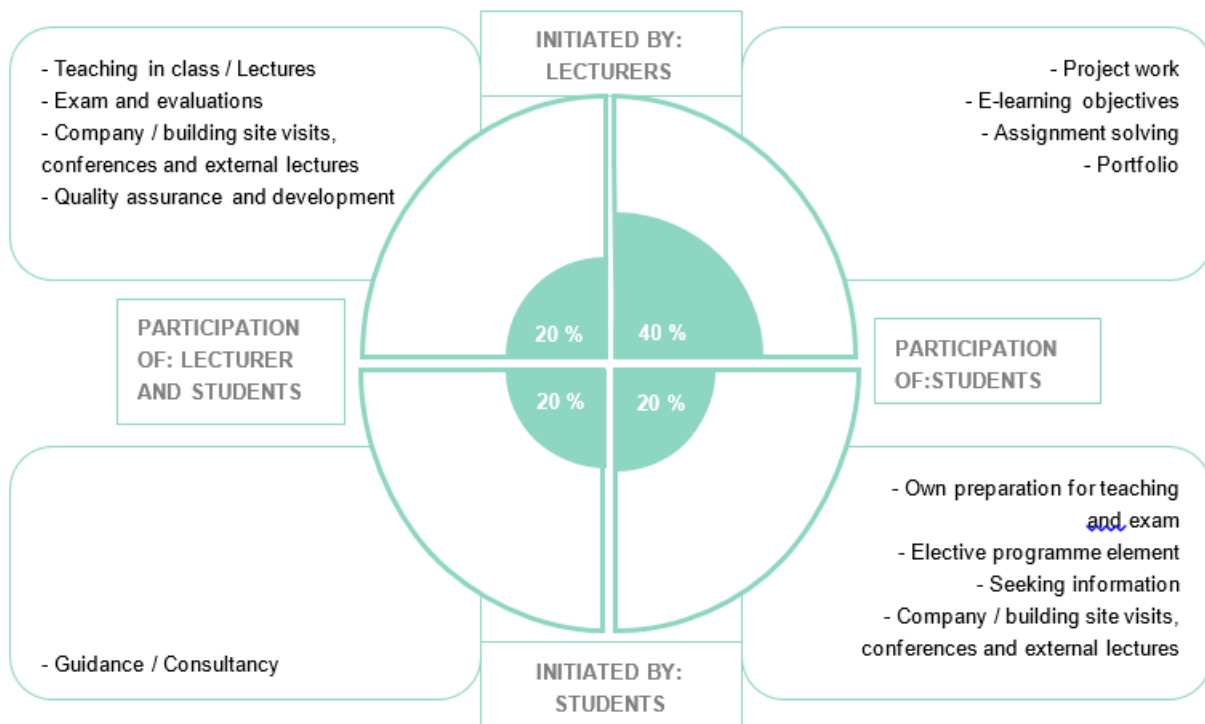 INITIATED BY:
LECTURERS
- Teaching in class / Lectures
- Exam and evaluations
- Company / building site visits,
conferences and external lectures
- Quality assurance and development
- Project work
- E-learning objectives
- Assignment solving
- Portfolio
20 %
40 %
PARTICIPATION
OF: LECTURER
AND STUDENTS
PARTICIPATION
OF:STUDENTS
20 %
20 %
- Guidance / Consultancy
- Own preparation for teaching
and exam
- Elective programme element
- Seeking information
- Company / building site visits,
conferences and external lectures
INITIATED BY:
STUDENTS